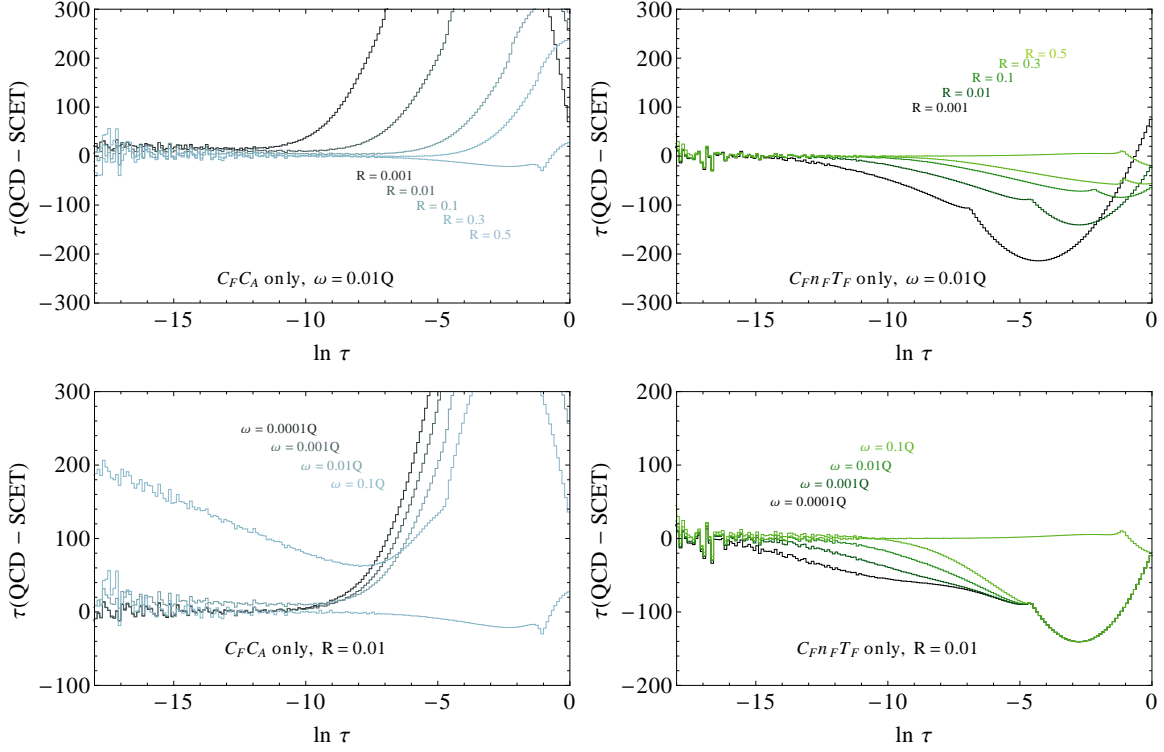 τ(QCD − SCET)
300
200
100
0
−100
−200
−300
R = 0.001
R = 0.01
R = 0.1
R = 0.3
R = 0.5
C_F C_A only, ω = 0.01Q
−15
−10
−5
0
ln τ
τ(QCD − SCET)
300
200
100
0
−100
−200
−300
R = 0.5
R = 0.3
R = 0.1
R = 0.01
R = 0.001
C_F n_F T_F only, ω = 0.01Q
−15
−10
−5
0
ln τ
τ(QCD − SCET)
300
200
100
0
−100
ω = 0.0001Q
ω = 0.001Q
ω = 0.01Q
ω = 0.1Q
C_F C_A only, R = 0.01
−15
−10
−5
0
ln τ
τ(QCD − SCET)
200
100
0
−100
−200
ω = 0.1Q
ω = 0.01Q
ω = 0.001Q
ω = 0.0001Q
C_F n_F T_F only, R = 0.01
−15
−10
−5
0
ln τ